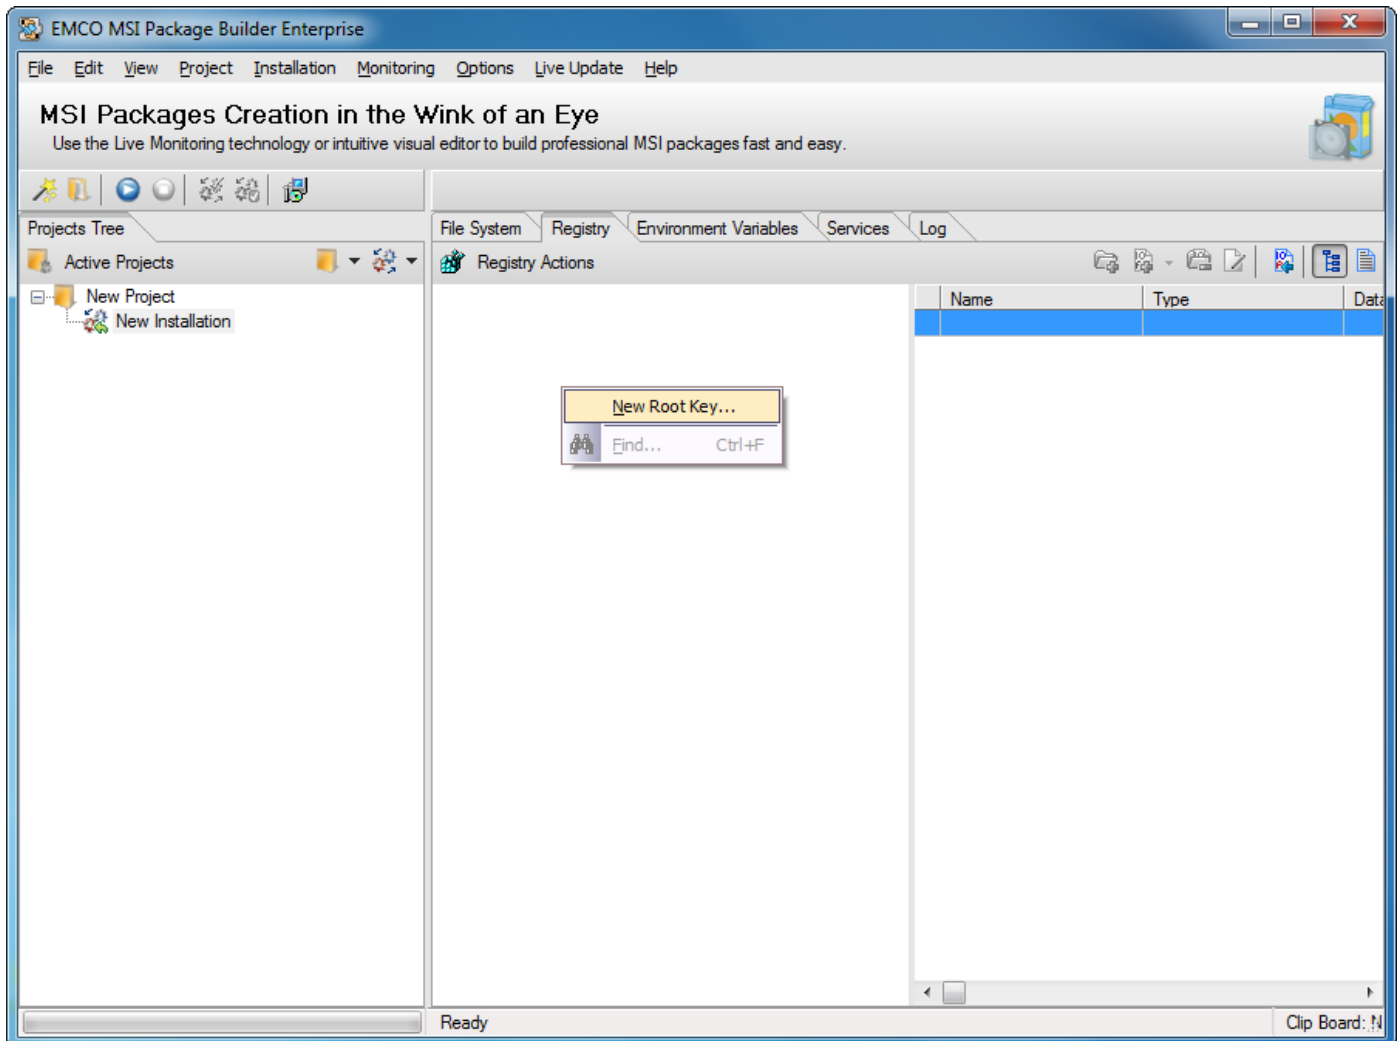 EMCO MSI Package Builder Enterprise
File Edit View Project Installation Monitoring Options Live Update Help
MSI Packages Creation in the Wink of an Eye
Use the Live Monitoring technology or intuitive visual editor to build professional MSI packages fast and easy.
Projects Tree
File System Registry Environment Variables Services Log
Active Projects
Registry Actions
New Project
New Installation
Name Type Data
New Root Key...
Find... Ctrl+F
Ready
Clip Board: N